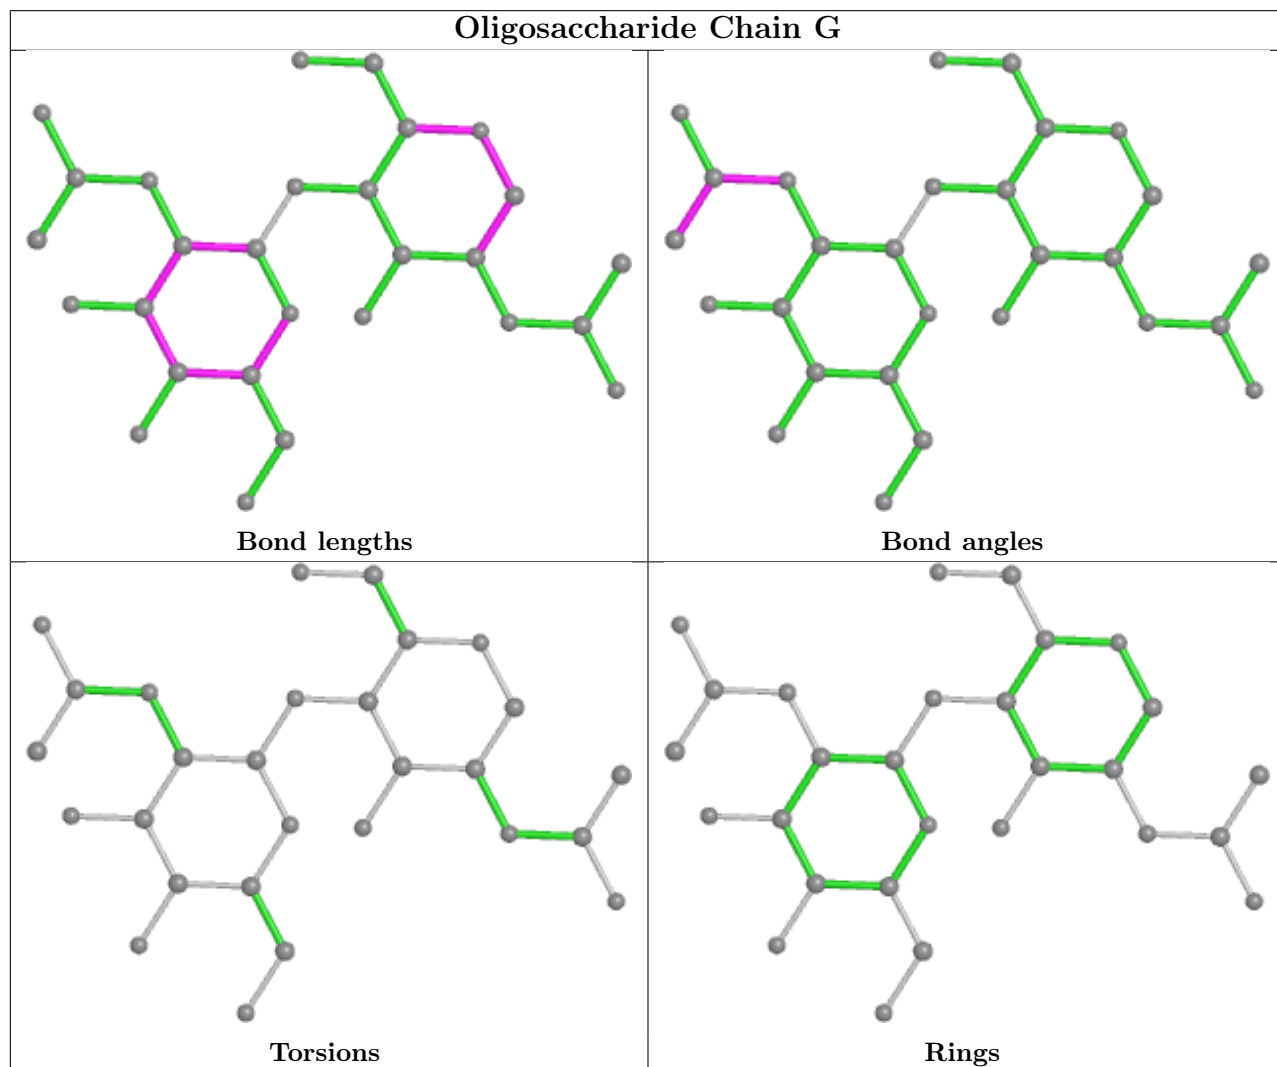 Oligosaccharide Chain G
Bond lengths
Bond angles
Torsions
Rings